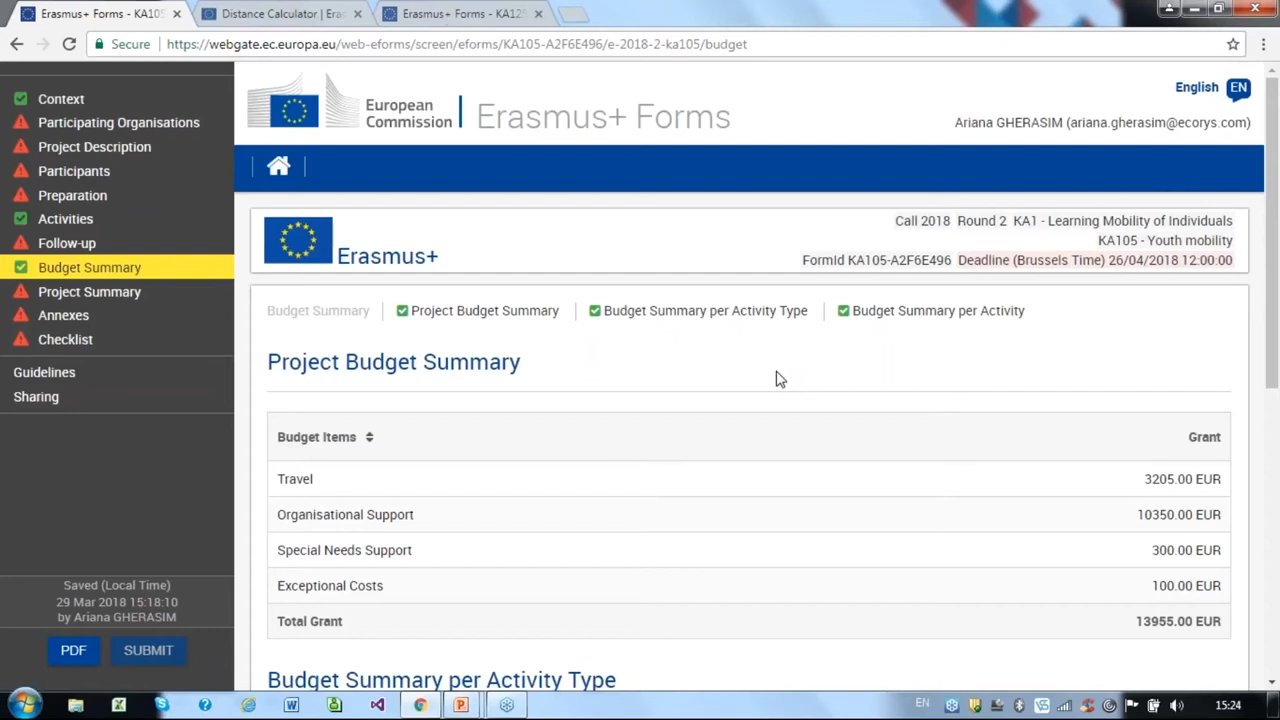 Erasmus+ Forms - KA105
Distance Calculator | Eras
Erasmus+ Forms - KA125
Secure
https://webgate.ec.europa.eu/web-eforms/screen/eforms/KA105-A2F6E496/e-2018-2-ka105/budget
Context
Participating Organisations
Project Description
Participants
Preparation
Activities
Follow-up
Budget Summary
Project Summary
Annexes
Checklist
Guidelines
Sharing
Saved (Local Time)
29 Mar 2018 15:18:10
by Ariana GHERASIM
PDF
SUBMIT
European
Commission
Erasmus+ Forms
English EN
Ariana GHERASIM (ariana.gherasim@ecorys.com)
Erasmus+
Call 2018 Round 2 KA1 - Learning Mobility of Individuals
KA105 - Youth mobility
FormId KA105-A2F6E496 Deadline (Brussels Time) 26/04/2018 12:00:00
Budget Summary Project Budget Summary Budget Summary per Activity Type Budget Summary per Activity
Project Budget Summary
Budget Items Grant
Travel 3205.00 EUR
Organisational Support 10350.00 EUR
Special Needs Support 300.00 EUR
Exceptional Costs 100.00 EUR
Total Grant 13955.00 EUR
Budget Summary per Activity Type
EN
15:24